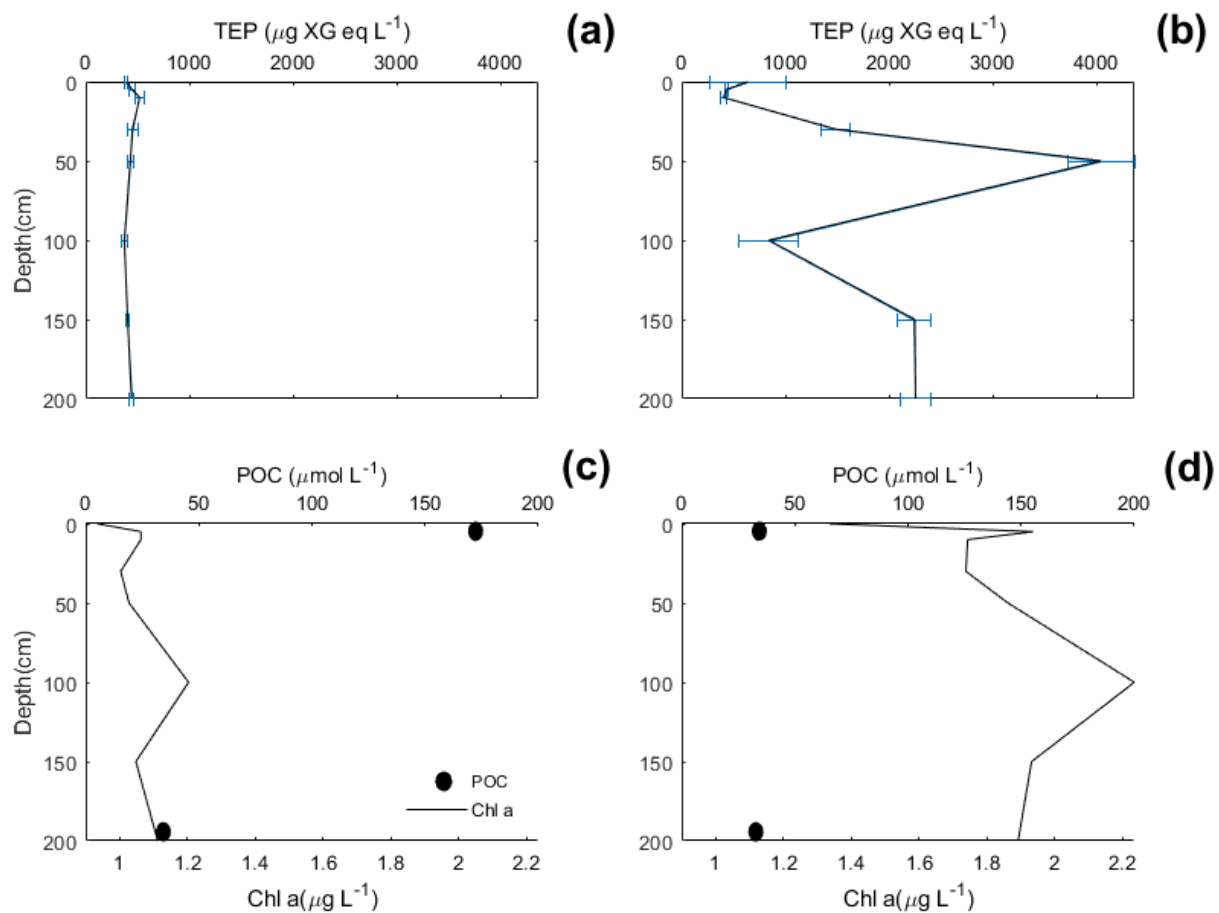 TEP (μg XG eq L⁻¹)
(a)
0 1000 2000 3000 4000
0
50
100
150
200
Depth(cm)
TEP (μg XG eq L⁻¹)
(b)
0 1000 2000 3000 4000
0
50
100
150
200
POC (μmol L⁻¹)
(c)
0 50 100 150 200
0
50
100
150
200
Depth(cm)
POC
Chl a
1 1.2 1.4 1.6 1.8 2 2.2
Chl a(μg L⁻¹)
POC (μmol L⁻¹)
(d)
0 50 100 150 200
0
50
100
150
200
1 1.2 1.4 1.6 1.8 2 2.2
Chl a(μg L⁻¹)